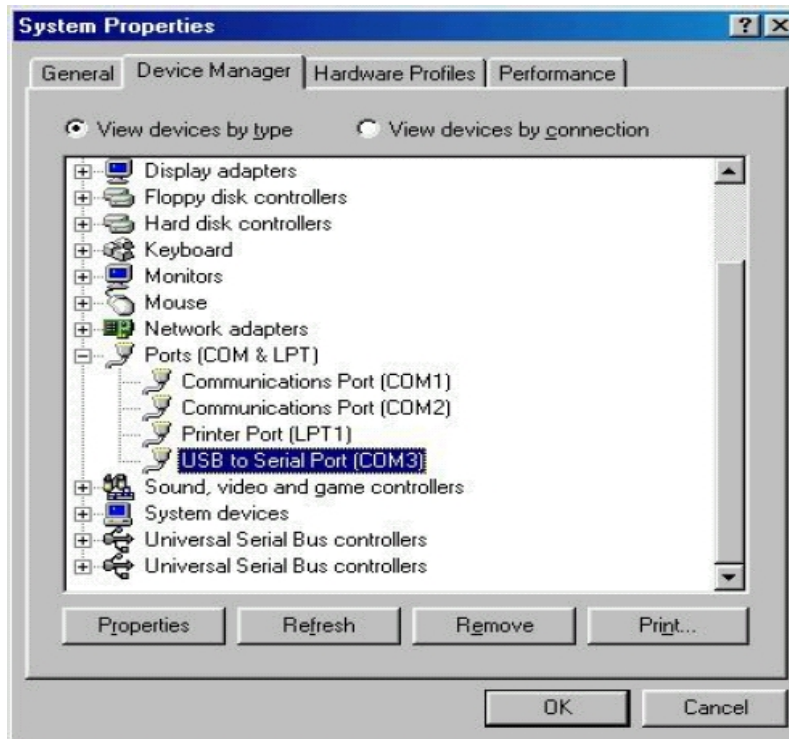 System Properties
General Device Manager Hardware Profiles Performance
View devices by type View devices by connection
Display adapters
Floppy disk controllers
Hard disk controllers
Keyboard
Monitors
Mouse
Network adapters
Ports (COM & LPT)
Communications Port (COM1)
Communications Port (COM2)
Printer Port (LPT1)
USB to Serial Port (COM3)
Sound, video and game controllers
System devices
Universal Serial Bus controllers
Universal Serial Bus controllers
Properties Refresh Remove Print...
OK Cancel